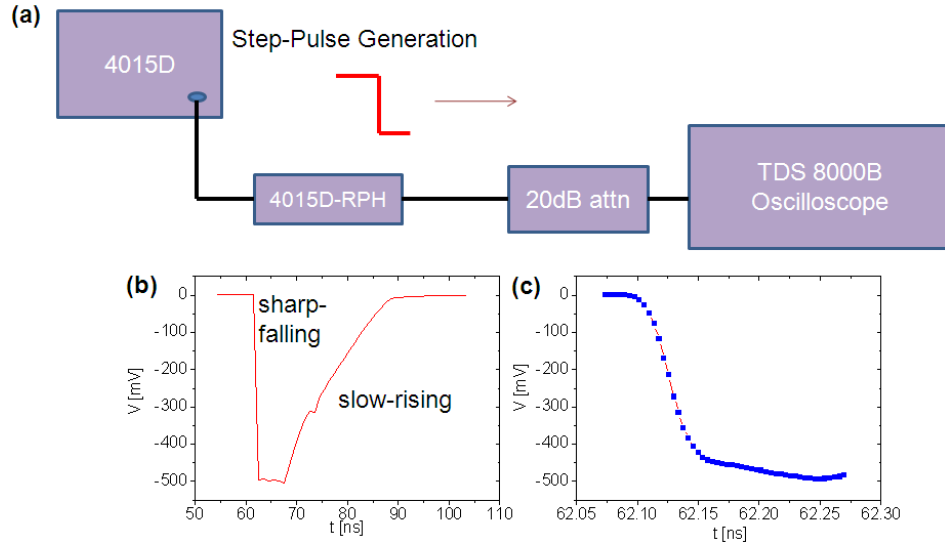 (a)
4015D
Step-Pulse Generation
4015D-RPH
20dB attn
TDS 8000B
Oscilloscope
(b)
sharp-
falling
slow-rising
V [mV]
0
-100
-200
-300
-400
-500
50 60 70 80 90 100 110
t [ns]
(c)
V [mV]
0
-100
-200
-300
-400
-500
62.05 62.10 62.15 62.20 62.25 62.30
t [ns]